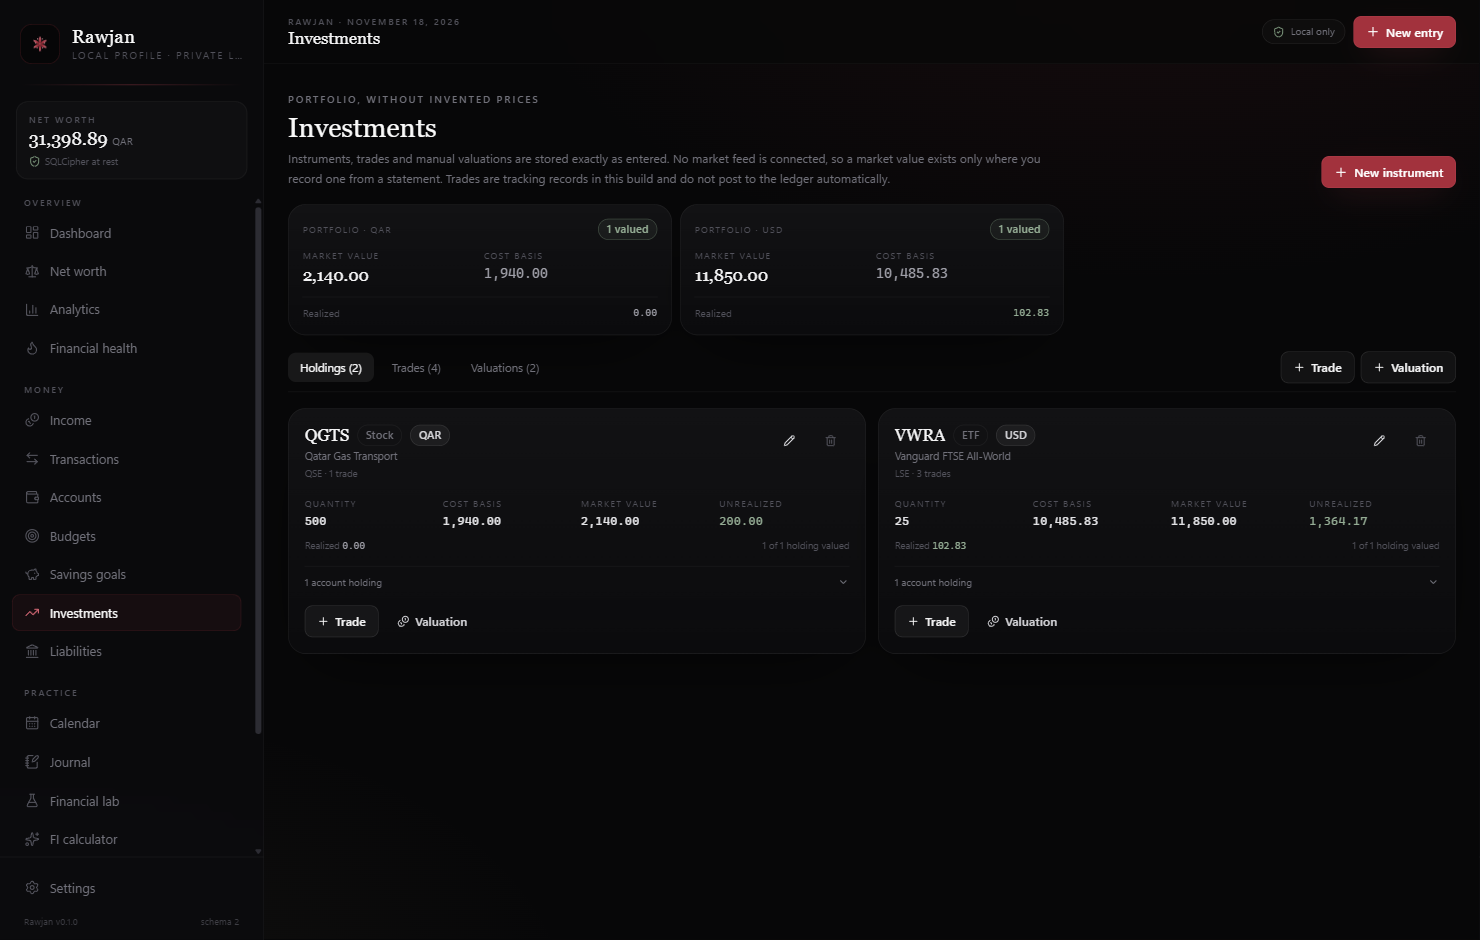 Rawjan
LOCAL PROFILE · PRIVATE L…
NET WORTH
31,398.89 QAR
SQLCipher at rest
OVERVIEW
Dashboard
Net worth
Analytics
Financial health
MONEY
Income
Transactions
Accounts
Budgets
Savings goals
Investments
Liabilities
PRACTICE
Calendar
Journal
Financial lab
FI calculator
Settings
Rawjan v0.1.0 schema 2
RAWJAN · NOVEMBER 18, 2026
Investments
Local only
+ New entry
PORTFOLIO, WITHOUT INVENTED PRICES
Investments
Instruments, trades and manual valuations are stored exactly as entered. No market feed is connected, so a market value exists only where you
record one from a statement. Trades are tracking records in this build and do not post to the ledger automatically.
+ New instrument
PORTFOLIO · QAR 1 valued
MARKET VALUE COST BASIS
2,140.00 1,940.00
Realized 0.00
PORTFOLIO · USD 1 valued
MARKET VALUE COST BASIS
11,850.00 10,485.83
Realized 102.83
Holdings (2) Trades (4) Valuations (2)
+ Trade + Valuation
QGTS Stock QAR
Qatar Gas Transport
QSE · 1 trade
QUANTITY COST BASIS MARKET VALUE UNREALIZED
500 1,940.00 2,140.00 200.00
Realized 0.00 1 of 1 holding valued
1 account holding
+ Trade Valuation
VWRA ETF USD
Vanguard FTSE All-World
LSE · 3 trades
QUANTITY COST BASIS MARKET VALUE UNREALIZED
25 10,485.83 11,850.00 1,364.17
Realized 102.83 1 of 1 holding valued
1 account holding
+ Trade Valuation